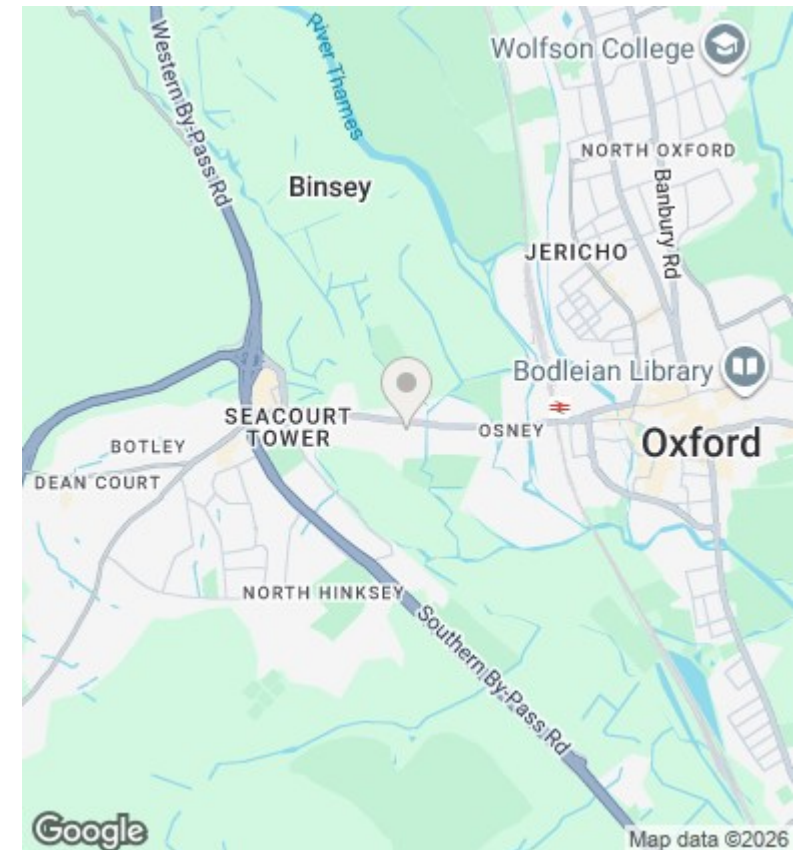 Wolfson College
River Thames
Western By-Pass Rd
NORTH OXFORD
Binsey
Banbury Rd
JERICHO
Bodleian Library
SEACOURT
TOWER
OSNEY
Oxford
BOTLEY
DEAN COURT
NORTH HINKSEY
Southern By-Pass Rd
Google
Map data ©2026